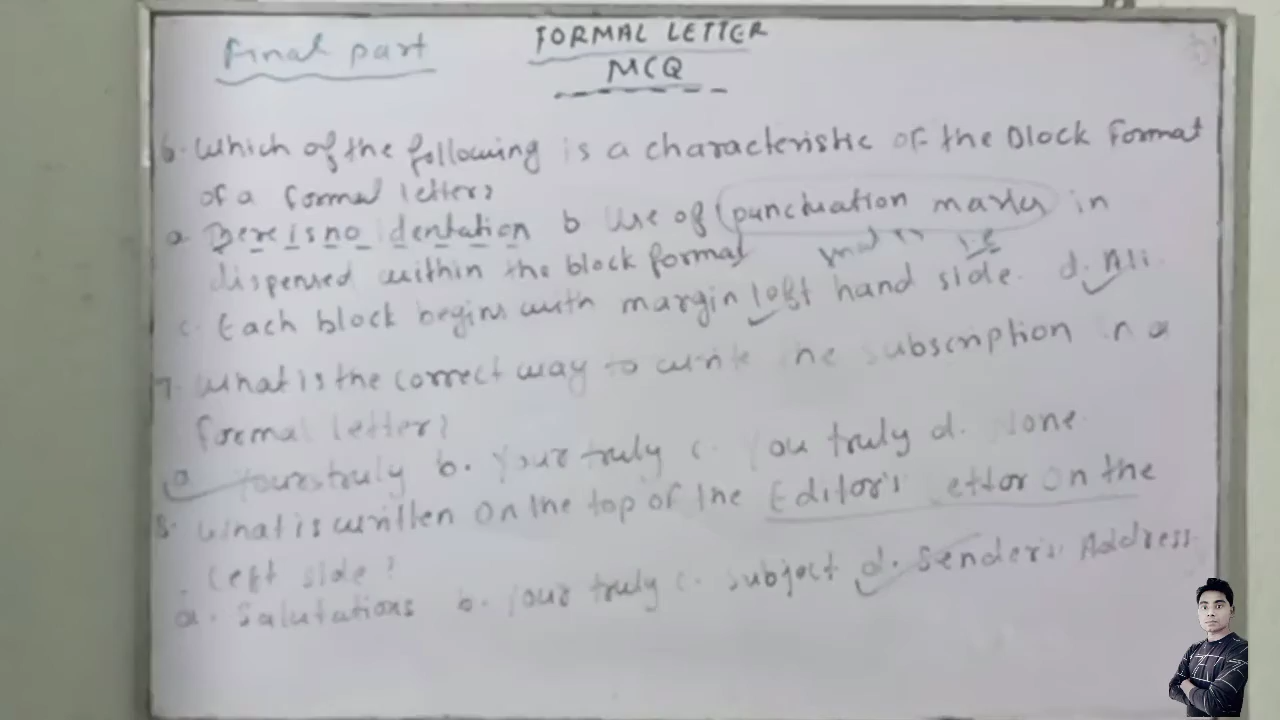 Final part
FORMAL LETTER
MCQ
6. Which of the following is a characteristic of the Block Format
of a formal letter?
a. There is no dentation b Use of punctuation marks in
dispensed within the block format
c. Each block begins with margin left hand side. d. All
7. What is the correct way to write the subscription in a
formal letter?
a Yours truly b. Your truly c. You truly d. None
8. What is written on the top of the Editor's Letter on the
Left side?
a. Salutations b. Your truly c. subject d. Sender's Address